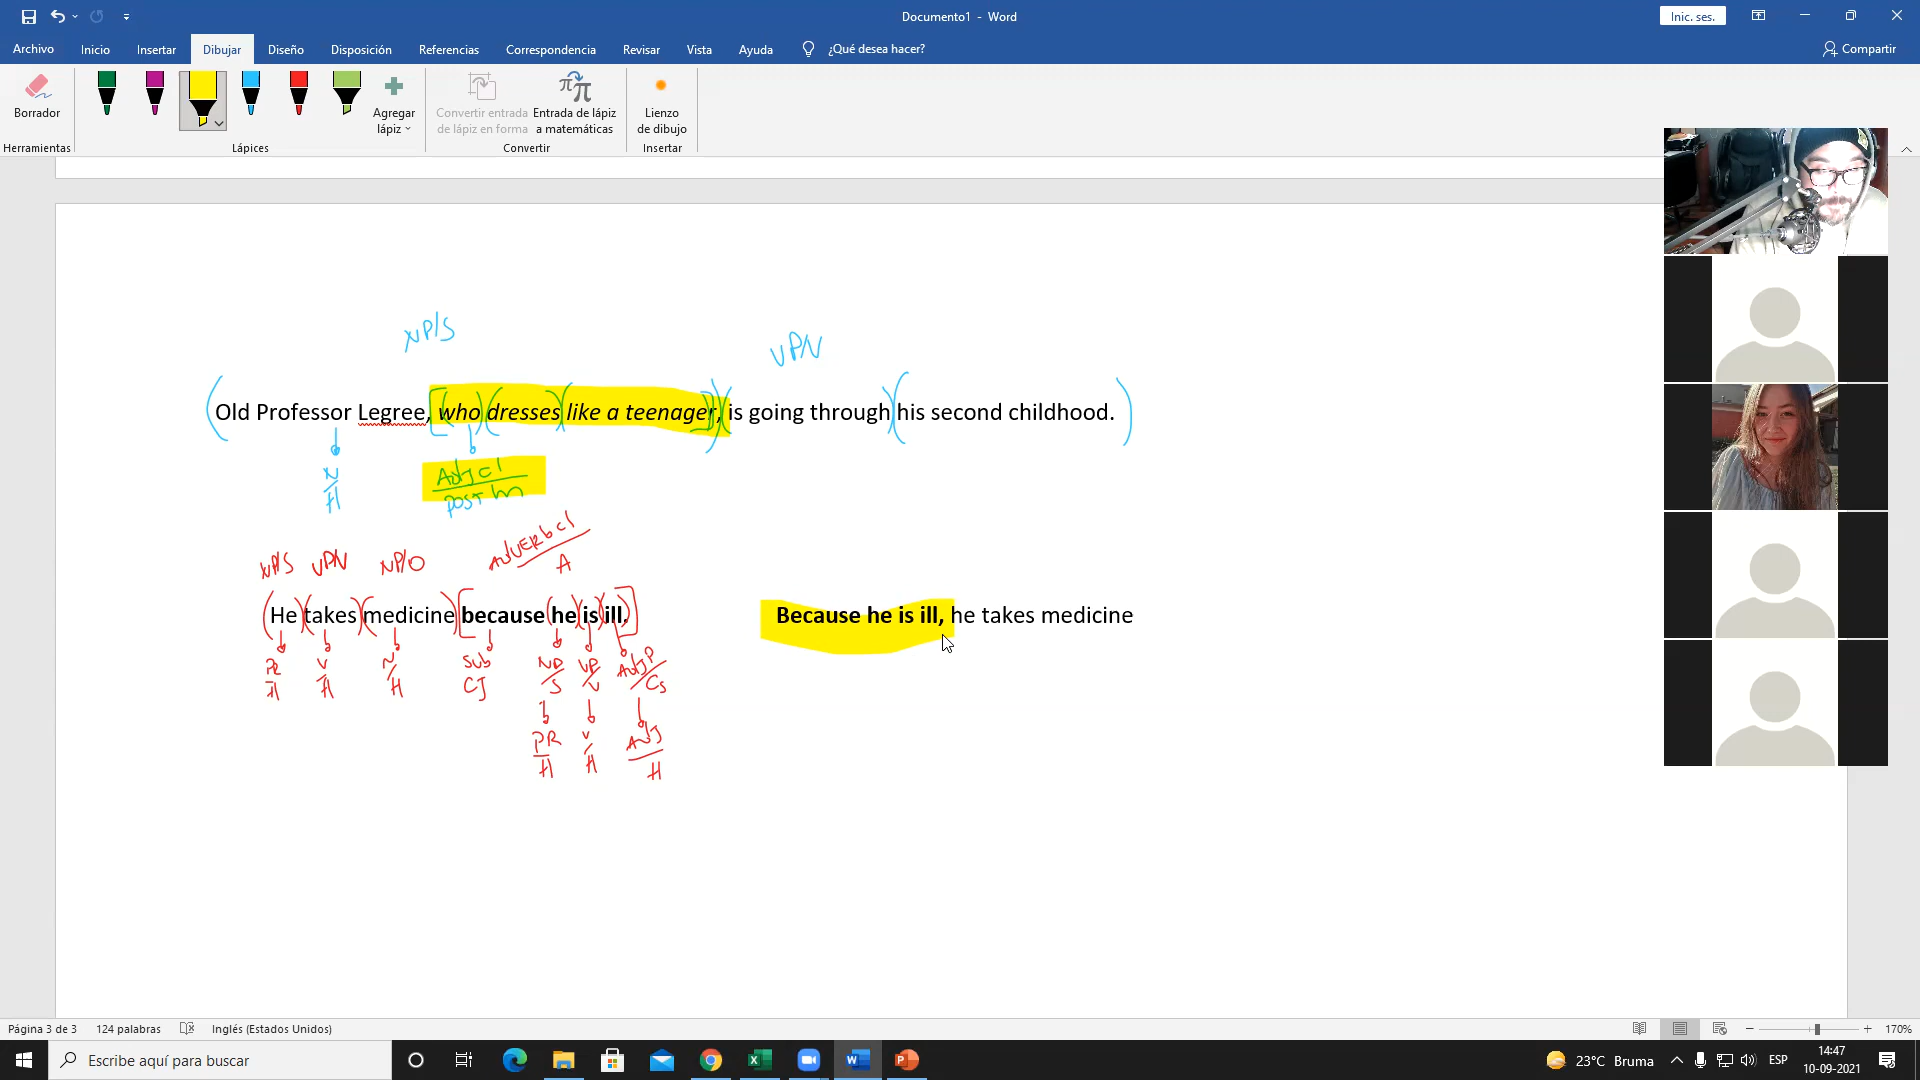 Documento1 - Word
Inic. ses.
Archivo Inicio Insertar Dibujar Diseño Disposición Referencias Correspondencia Revisar Vista Ayuda ¿Qué desea hacer? Compartir
Borrador
Agregar lápiz
Convertir entrada de lápiz en forma
Entrada de lápiz a matemáticas
Lienzo de dibujo
Herramientas Lápices Convertir Insertar
NP/S VPN
Old Professor Legree, who dresses like a teenager, is going through his second childhood.
N Adj cl
H post m
Adverb cl
NP/S VPN NP/O A
He takes medicine because he is ill. Because he is ill, he takes medicine
PR V N Sub NP VP AdjP
H H H CJ S V Cs
PR V Adj
H H H
Página 3 de 3 124 palabras Inglés (Estados Unidos) 170%
Escribe aquí para buscar
23°C Bruma ESP
14:47
10-09-2021